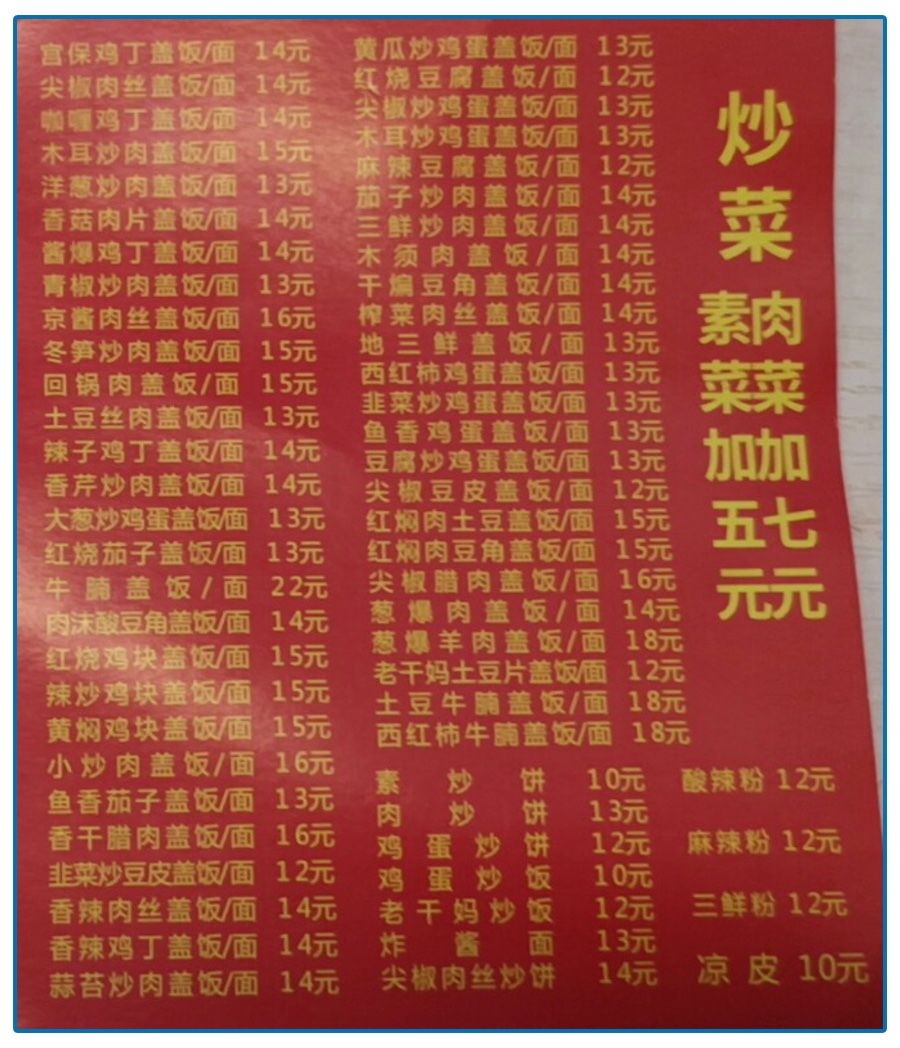 宫保鸡丁盖饭/面 14元
尖椒肉丝盖饭/面 14元
咖喱鸡丁盖饭/面 14元
木耳炒肉盖饭/面 15元
洋葱炒肉盖饭/面 13元
香菇肉片盖饭/面 14元
酱爆鸡丁盖饭/面 14元
青椒炒肉盖饭/面 13元
京酱肉丝盖饭/面 16元
冬笋炒肉盖饭/面 15元
回锅肉盖饭/面 15元
土豆丝肉盖饭/面 13元
辣子鸡丁盖饭/面 14元
香芹炒肉盖饭/面 14元
大葱炒鸡蛋盖饭/面 13元
红烧茄子盖饭/面 13元
牛腩盖饭/面 22元
肉沫酸豆角盖饭/面 14元
红烧鸡块盖饭/面 15元
辣炒鸡块盖饭/面 15元
黄焖鸡块盖饭/面 15元
小炒肉盖饭/面 16元
鱼香茄子盖饭/面 13元
香干腊肉盖饭/面 16元
韭菜炒豆皮盖饭/面 12元
香辣肉丝盖饭/面 14元
香辣鸡丁盖饭/面 14元
蒜苔炒肉盖饭/面 14元
黄瓜炒鸡蛋盖饭/面 13元
红烧豆腐盖饭/面 12元
尖椒炒鸡蛋盖饭/面 13元
木耳炒鸡蛋盖饭/面 13元
麻辣豆腐盖饭/面 12元
茄子炒肉盖饭/面 14元
三鲜炒肉盖饭/面 14元
木须肉盖饭/面 14元
干煸豆角盖饭/面 14元
榨菜肉丝盖饭/面 14元
地三鲜盖饭/面 13元
西红柿鸡蛋盖饭/面 13元
韭菜炒鸡蛋盖饭/面 13元
鱼香鸡蛋盖饭/面 13元
豆腐炒鸡蛋盖饭/面 13元
尖椒豆皮盖饭/面 12元
红焖肉土豆盖饭/面 15元
红焖肉豆角盖饭/面 15元
尖椒腊肉盖饭/面 16元
葱爆肉盖饭/面 14元
葱爆羊肉盖饭/面 18元
老干妈土豆片盖饭/面 12元
土豆牛腩盖饭/面 18元
西红柿牛腩盖饭/面 18元
素炒饼 10元
肉炒饼 13元
鸡蛋炒饼 12元
鸡蛋炒饭 10元
老干妈炒饭 12元
炸酱面 13元
尖椒肉丝炒饼 14元
炒菜
肉菜加七元
素菜加五元
酸辣粉 12元
麻辣粉 12元
三鲜粉 12元
凉皮 10元